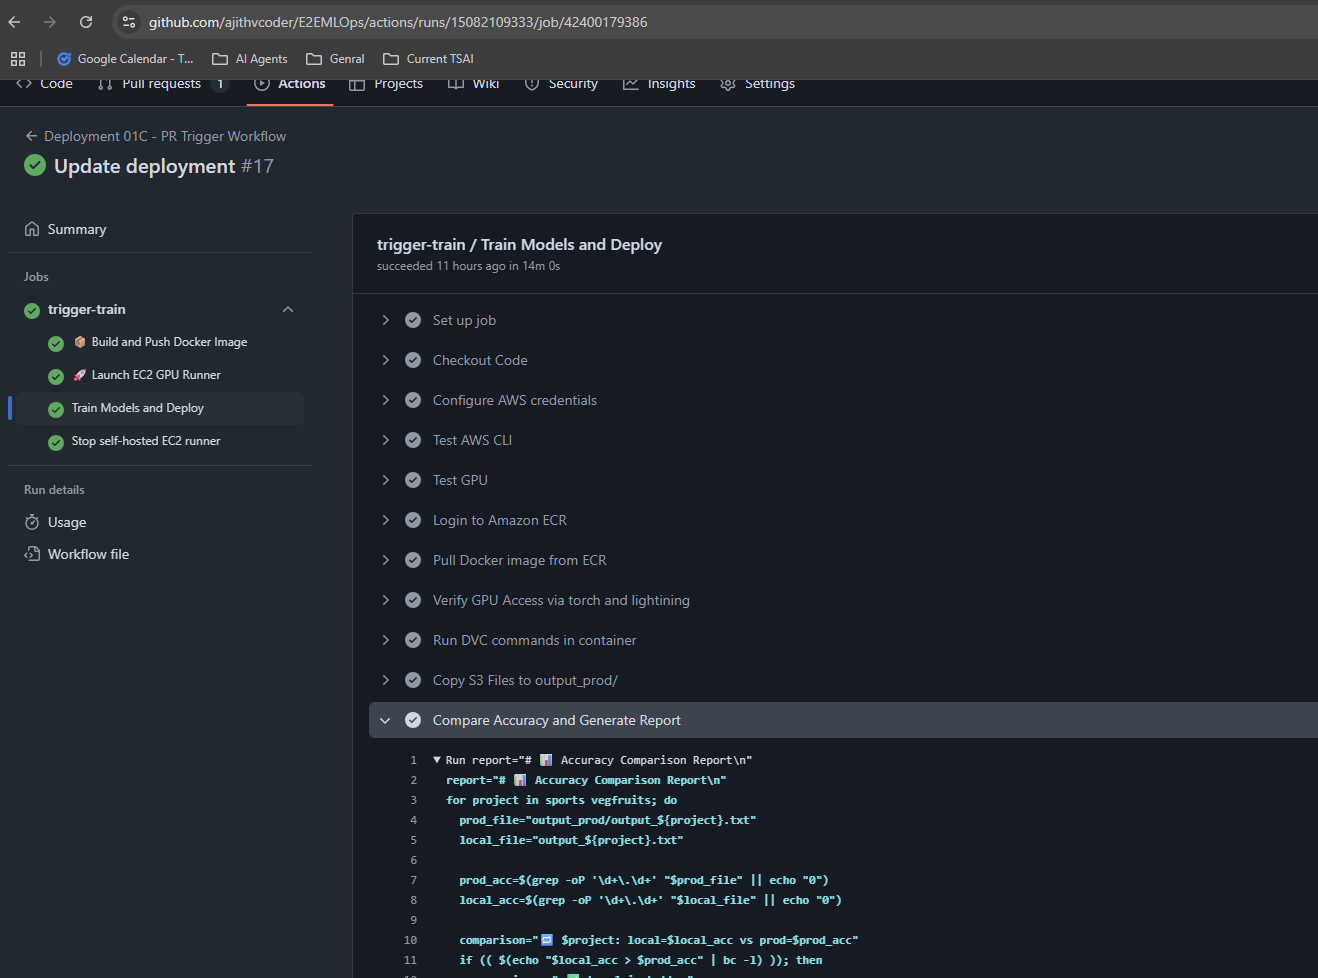 github.com/ajithvcoder/E2EMLOps/actions/runs/15082109333/job/42400179386
Google Calendar - T...
AI Agents
Genral
Current TSAI
Code
Pull requests 1
Actions
Projects
Wiki
Security
Insights
Settings
Deployment 01C - PR Trigger Workflow
Update deployment #17
Summary
Jobs
trigger-train
Build and Push Docker Image
Launch EC2 GPU Runner
Train Models and Deploy
Stop self-hosted EC2 runner
Run details
Usage
Workflow file
trigger-train / Train Models and Deploy
succeeded 11 hours ago in 14m 0s
Set up job
Checkout Code
Configure AWS credentials
Test AWS CLI
Test GPU
Login to Amazon ECR
Pull Docker image from ECR
Verify GPU Access via torch and lightining
Run DVC commands in container
Copy S3 Files to output_prod/
Compare Accuracy and Generate Report
1 ▼ Run report="# 📊 Accuracy Comparison Report\n"
2 report="# 📊 Accuracy Comparison Report\n"
3 for project in sports vegfruits; do
4 prod_file="output_prod/output_${project}.txt"
5 local_file="output_${project}.txt"
6
7 prod_acc=$(grep -oP '\d+\.\d+' "$prod_file" || echo "0")
8 local_acc=$(grep -oP '\d+\.\d+' "$local_file" || echo "0")
9
10 comparison="🔁 $project: local=$local_acc vs prod=$prod_acc"
11 if (( $(echo "$local_acc > $prod_acc" | bc -l) )); then